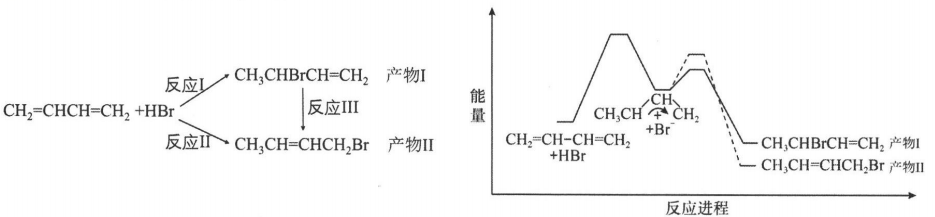 反应I
CH₃CHBrCH=CH₂ 产物I
反应III
CH₂=CHCH=CH₂ +HBr
反应II
CH₃CH=CHCH₂Br 产物II
能量
CH
CH₃CH + CH₂
+Br⁻
CH₂=CH-CH=CH₂
+HBr
CH₃CHBrCH=CH₂ 产物I
CH₃CH=CHCH₂Br 产物II
反应进程